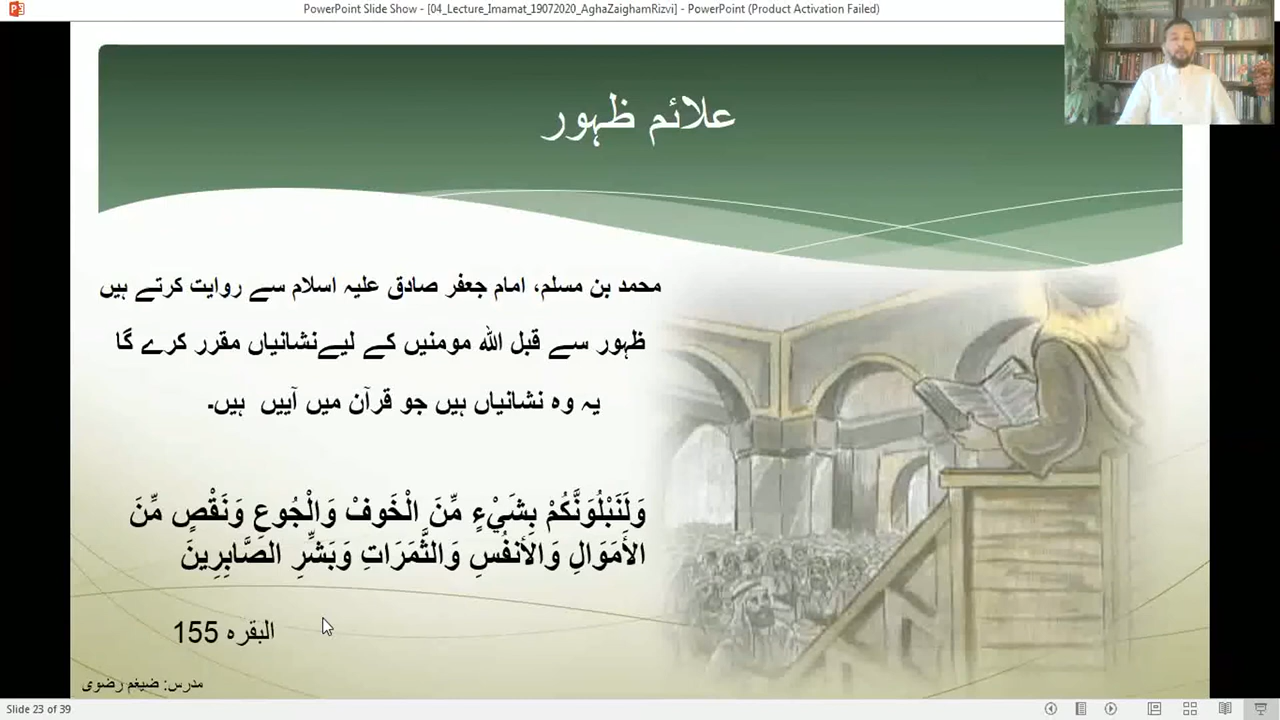 PowerPoint Slide Show - [04_Lecture_Imamat_19072020_AghaZaighamRizvi] - PowerPoint (Product Activation Failed)
علائم ظہور
محمد بن مسلم، امام جعفر صادق علیہ اسلام سے روایت کرتے ہیں
ظہور سے قبل اللہ مومنیں کے لیےنشانیاں مقرر کرے گا
یہ وہ نشانیاں ہیں جو قرآن میں آییں ہیں۔
وَلَنَبْلُوَنَّكُمْ بِشَيْءٍ مِّنَ الْخَوفْ وَالْجُوعِ وَنَقْصٍ مِّنَ
الأَمَوَالِ وَالأنفُسِ وَالثَّمَرَاتِ وَبَشِّرِ الصَّابِرِينَ
البقرہ 155
مدرس: ضیغم رضوی
Slide 23 of 39